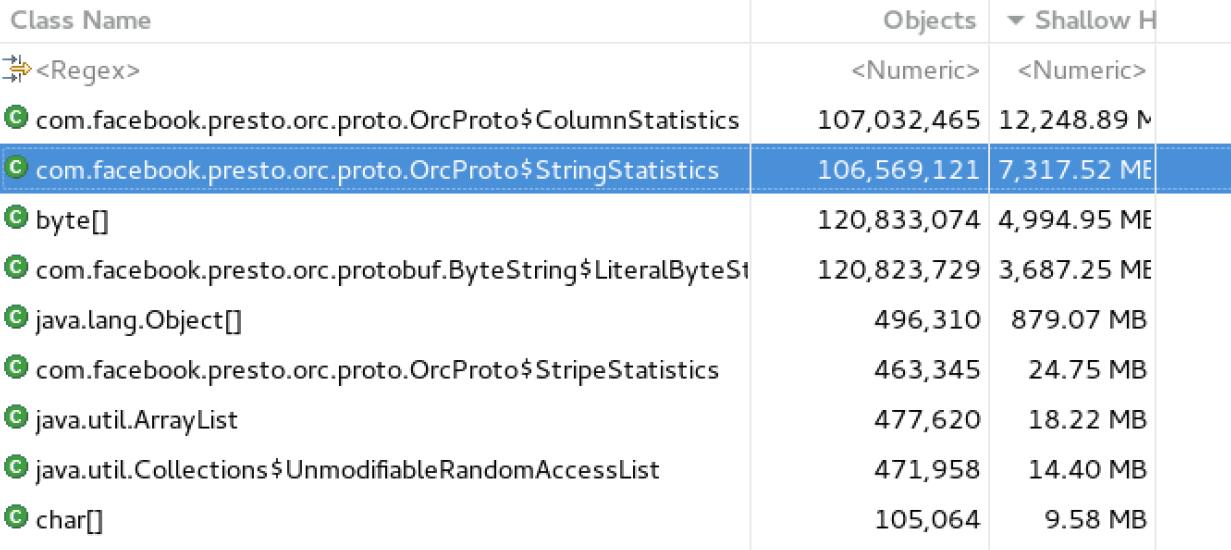 Class Name Objects Shallow H
<Regex> <Numeric> <Numeric>
com.facebook.presto.orc.proto.OrcProto$ColumnStatistics 107,032,465 12,248.89 M
com.facebook.presto.orc.proto.OrcProto$StringStatistics 106,569,121 7,317.52 ME
byte[] 120,833,074 4,994.95 ME
com.facebook.presto.orc.protobuf.ByteString$LiteralByteSt 120,823,729 3,687.25 ME
java.lang.Object[] 496,310 879.07 MB
com.facebook.presto.orc.proto.OrcProto$StripeStatistics 463,345 24.75 MB
java.util.ArrayList 477,620 18.22 MB
java.util.Collections$UnmodifiableRandomAccessList 471,958 14.40 MB
char[] 105,064 9.58 MB